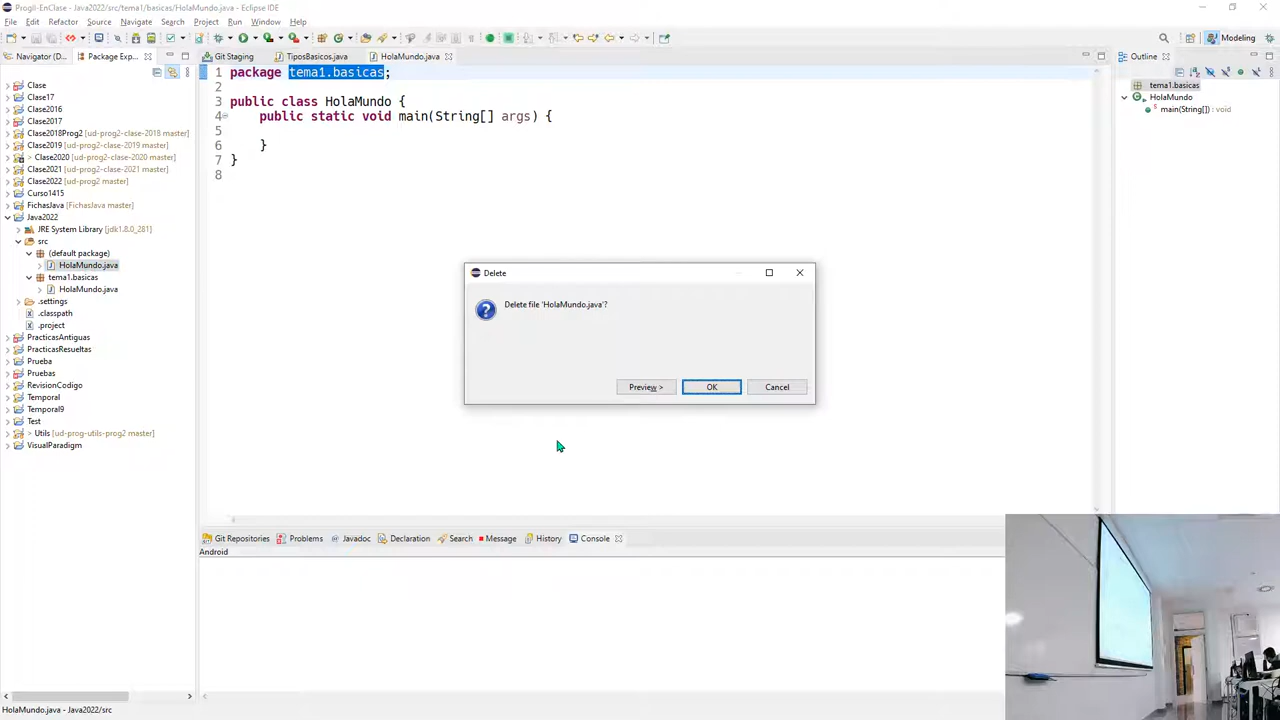 ProgII-EnClase - Java2022/src/tema1/basicas/HolaMundo.java - Eclipse IDE
File Edit Refactor Source Navigate Search Project Run Window Help
Modeling
Navigator (D...
Package Exp...
Git Staging
TiposBasicos.java
HolaMundo.java
Outline
Clase
Clase17
Clase2016
Clase2017
Clase2018Prog2 [ud-prog2-clase-2018 master]
Clase2019 [ud-prog2-clase-2019 master]
> Clase2020 [ud-prog2-clase-2020 master]
Clase2021 [ud-prog2-clase-2021 master]
Clase2022 [ud-prog2 master]
Curso1415
FichasJava [FichasJava master]
Java2022
JRE System Library [jdk1.8.0_281]
src
(default package)
HolaMundo.java
tema1.basicas
HolaMundo.java
.settings
.classpath
.project
PracticasAntiguas
PracticasResueltas
Prueba
Pruebas
RevisionCodigo
Temporal
Temporal9
Test
> Utils [ud-prog-utils-prog2 master]
VisualParadigm
1 package tema1.basicas;
2
3 public class HolaMundo {
4 public static void main(String[] args) {
5
6 }
7 }
8
tema1.basicas
HolaMundo
main(String[]) : void
Delete
Delete file 'HolaMundo.java'?
Preview >
OK
Cancel
Git Repositories
Problems
Javadoc
Declaration
Search
Message
History
Console
Android
HolaMundo.java - Java2022/src